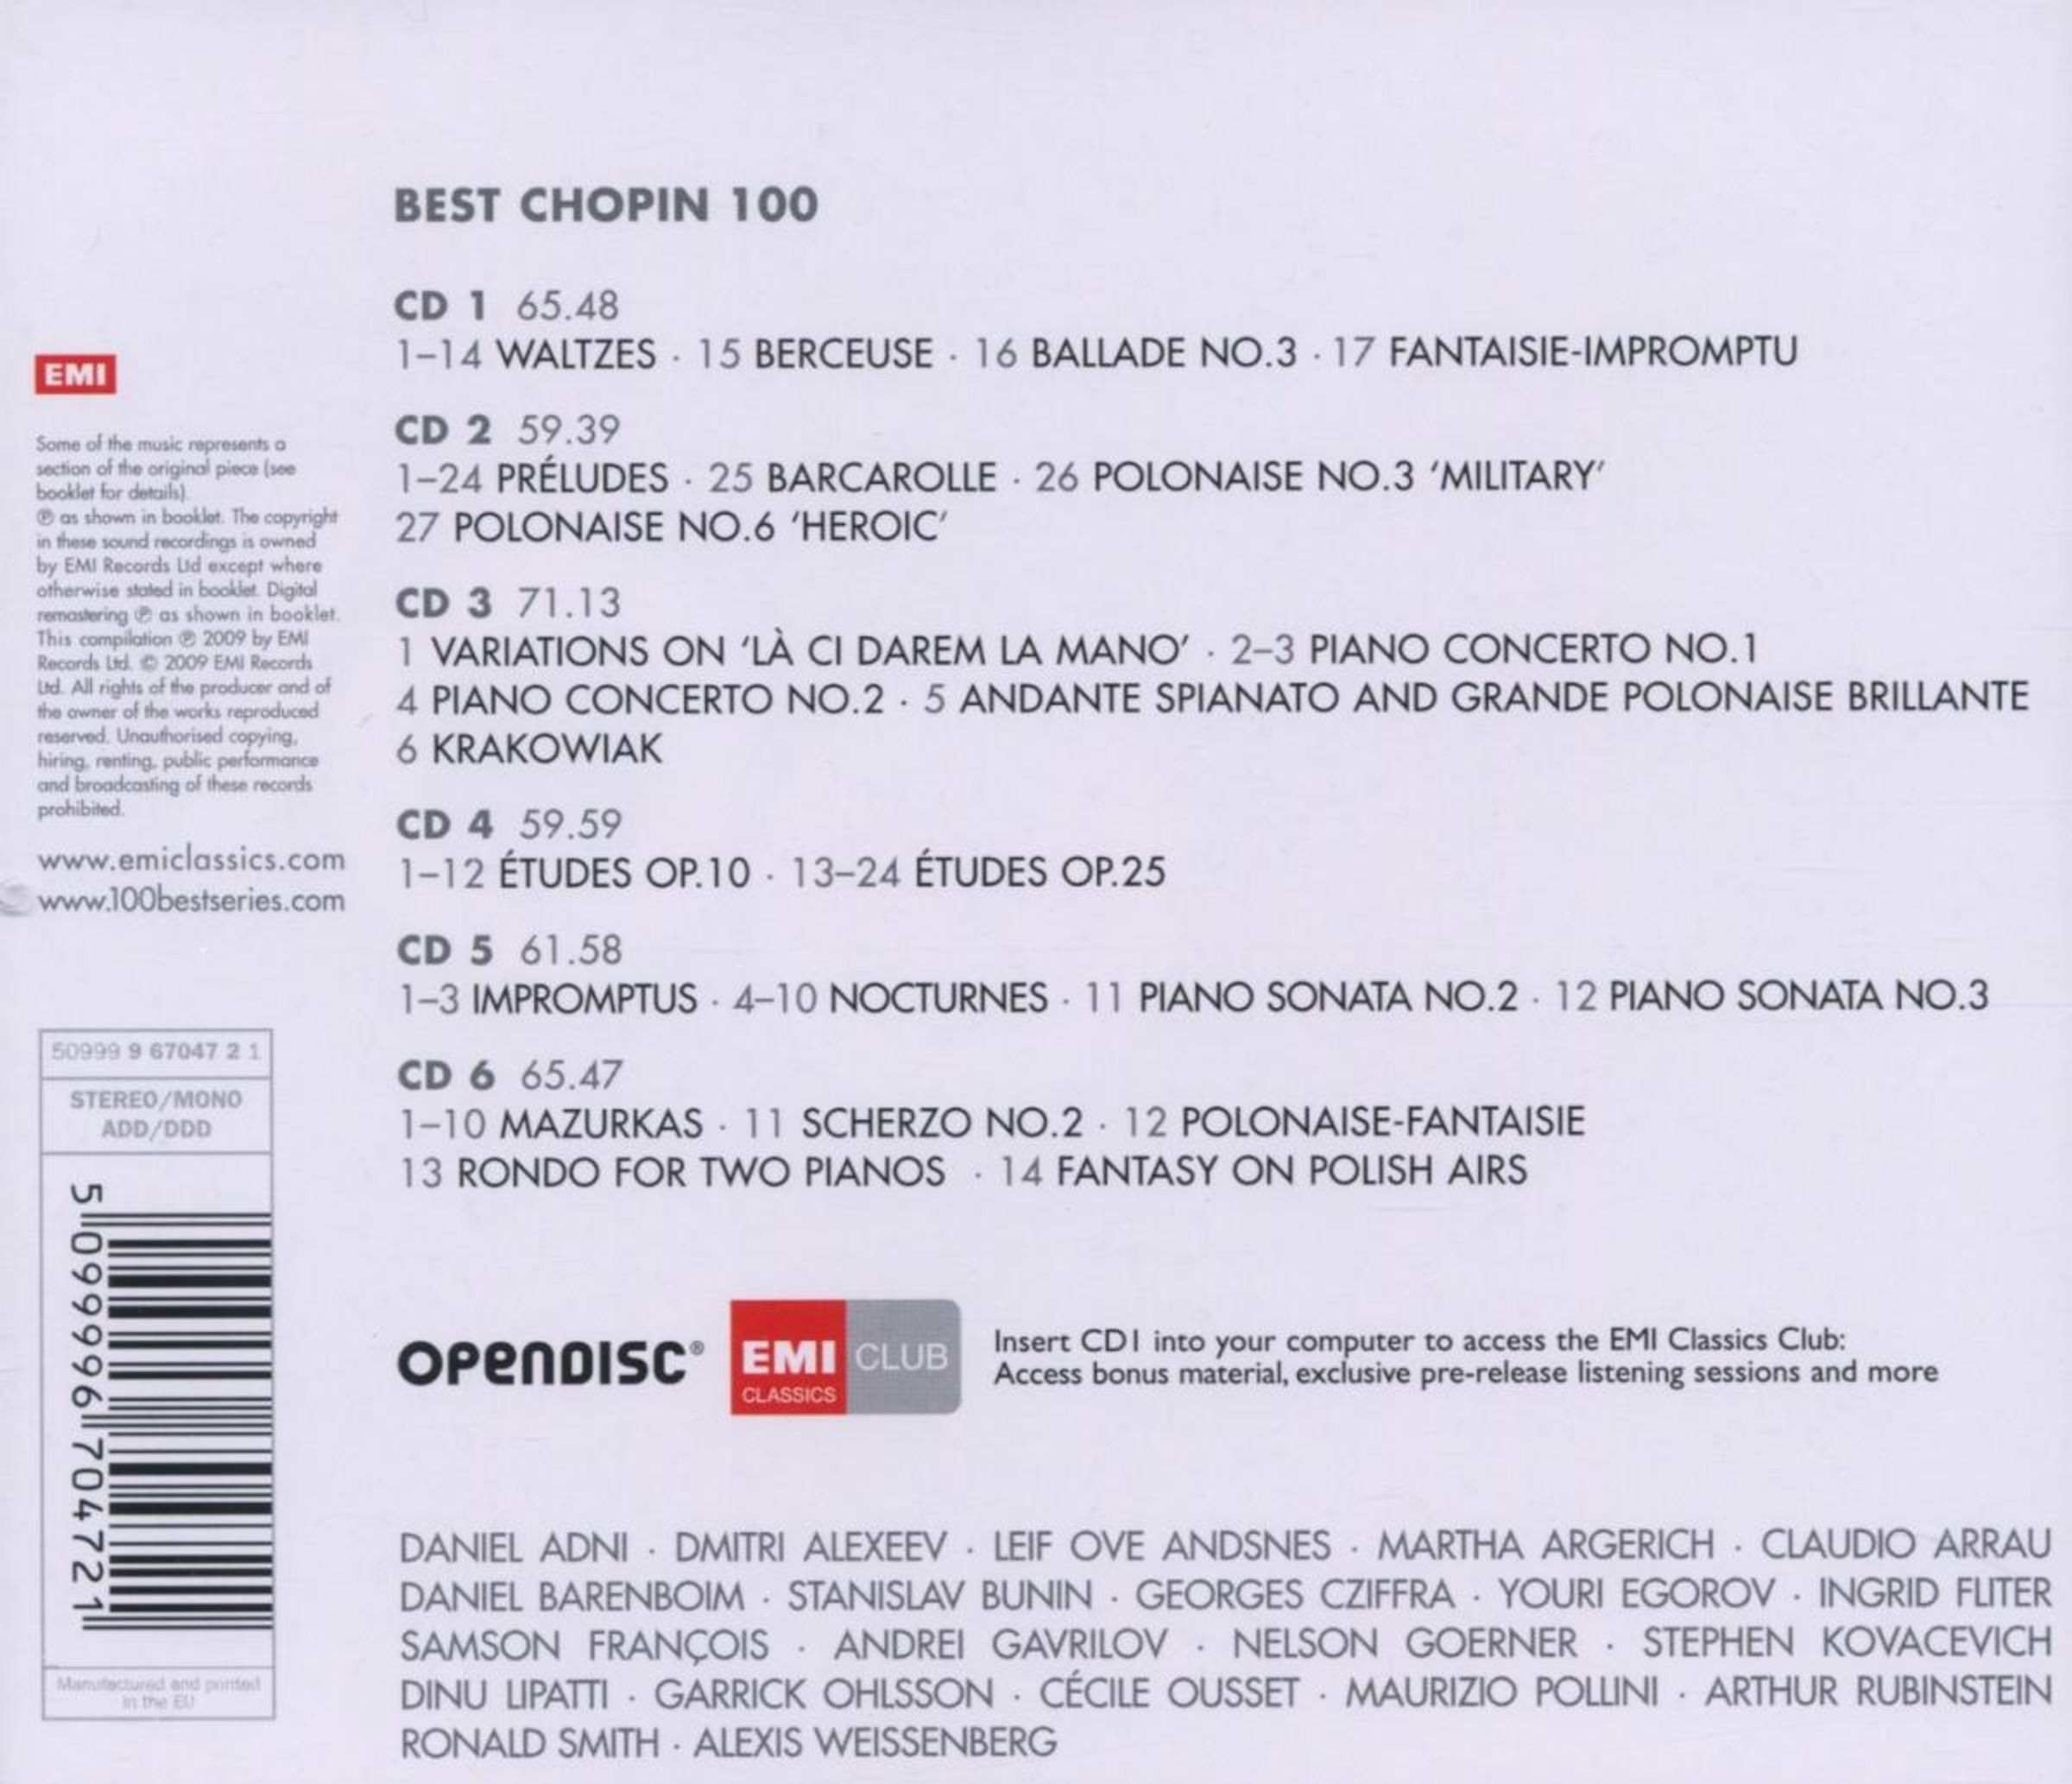 BEST CHOPIN 100
CD 1 65.48
1–14 WALTZES · 15 BERCEUSE · 16 BALLADE NO.3 · 17 FANTAISIE-IMPROMPTU
CD 2 59.39
1–24 PRÉLUDES · 25 BARCAROLLE · 26 POLONAISE NO.3 ‘MILITARY’
27 POLONAISE NO.6 ‘HEROIC’
CD 3 71.13
1 VARIATIONS ON ‘LÀ CI DAREM LA MANO’ · 2–3 PIANO CONCERTO NO.1
4 PIANO CONCERTO NO.2 · 5 ANDANTE SPIANATO AND GRANDE POLONAISE BRILLANTE
6 KRAKOWIAK
CD 4 59.59
1–12 ÉTUDES OP.10 · 13–24 ÉTUDES OP.25
CD 5 61.58
1–3 IMPROMPTUS · 4–10 NOCTURNES · 11 PIANO SONATA NO.2 · 12 PIANO SONATA NO.3
CD 6 65.47
1–10 MAZURKAS · 11 SCHERZO NO.2 · 12 POLONAISE-FANTAISIE
13 RONDO FOR TWO PIANOS · 14 FANTASY ON POLISH AIRS
EMI
Some of the music represents a
section of the original piece (see
booklet for details).
℗ as shown in booklet. The copyright
in these sound recordings is owned
by EMI Records Ltd except where
otherwise stated in booklet. Digital
remastering ℗ as shown in booklet.
This compilation ℗ 2009 by EMI
Records Ltd. © 2009 EMI Records
Ltd. All rights of the producer and of
the owner of the works reproduced
reserved. Unauthorised copying,
hiring, renting, public performance
and broadcasting of these records
prohibited.
www.emiclassics.com
www.100bestseries.com
50999 9 67047 2 1
STEREO/MONO
ADD/DDD
5 099996 704721
Manufactured and printed
in the EU
OPENDISC®
EMI CLUB
CLASSICS
Insert CD1 into your computer to access the EMI Classics Club:
Access bonus material, exclusive pre-release listening sessions and more
DANIEL ADNI · DMITRI ALEXEEV · LEIF OVE ANDSNES · MARTHA ARGERICH · CLAUDIO ARRAU
DANIEL BARENBOIM · STANISLAV BUNIN · GEORGES CZIFFRA · YOURI EGOROV · INGRID FLITER
SAMSON FRANÇOIS · ANDREI GAVRILOV · NELSON GOERNER · STEPHEN KOVACEVICH
DINU LIPATTI · GARRICK OHLSSON · CÉCILE OUSSET · MAURIZIO POLLINI · ARTHUR RUBINSTEIN
RONALD SMITH · ALEXIS WEISSENBERG